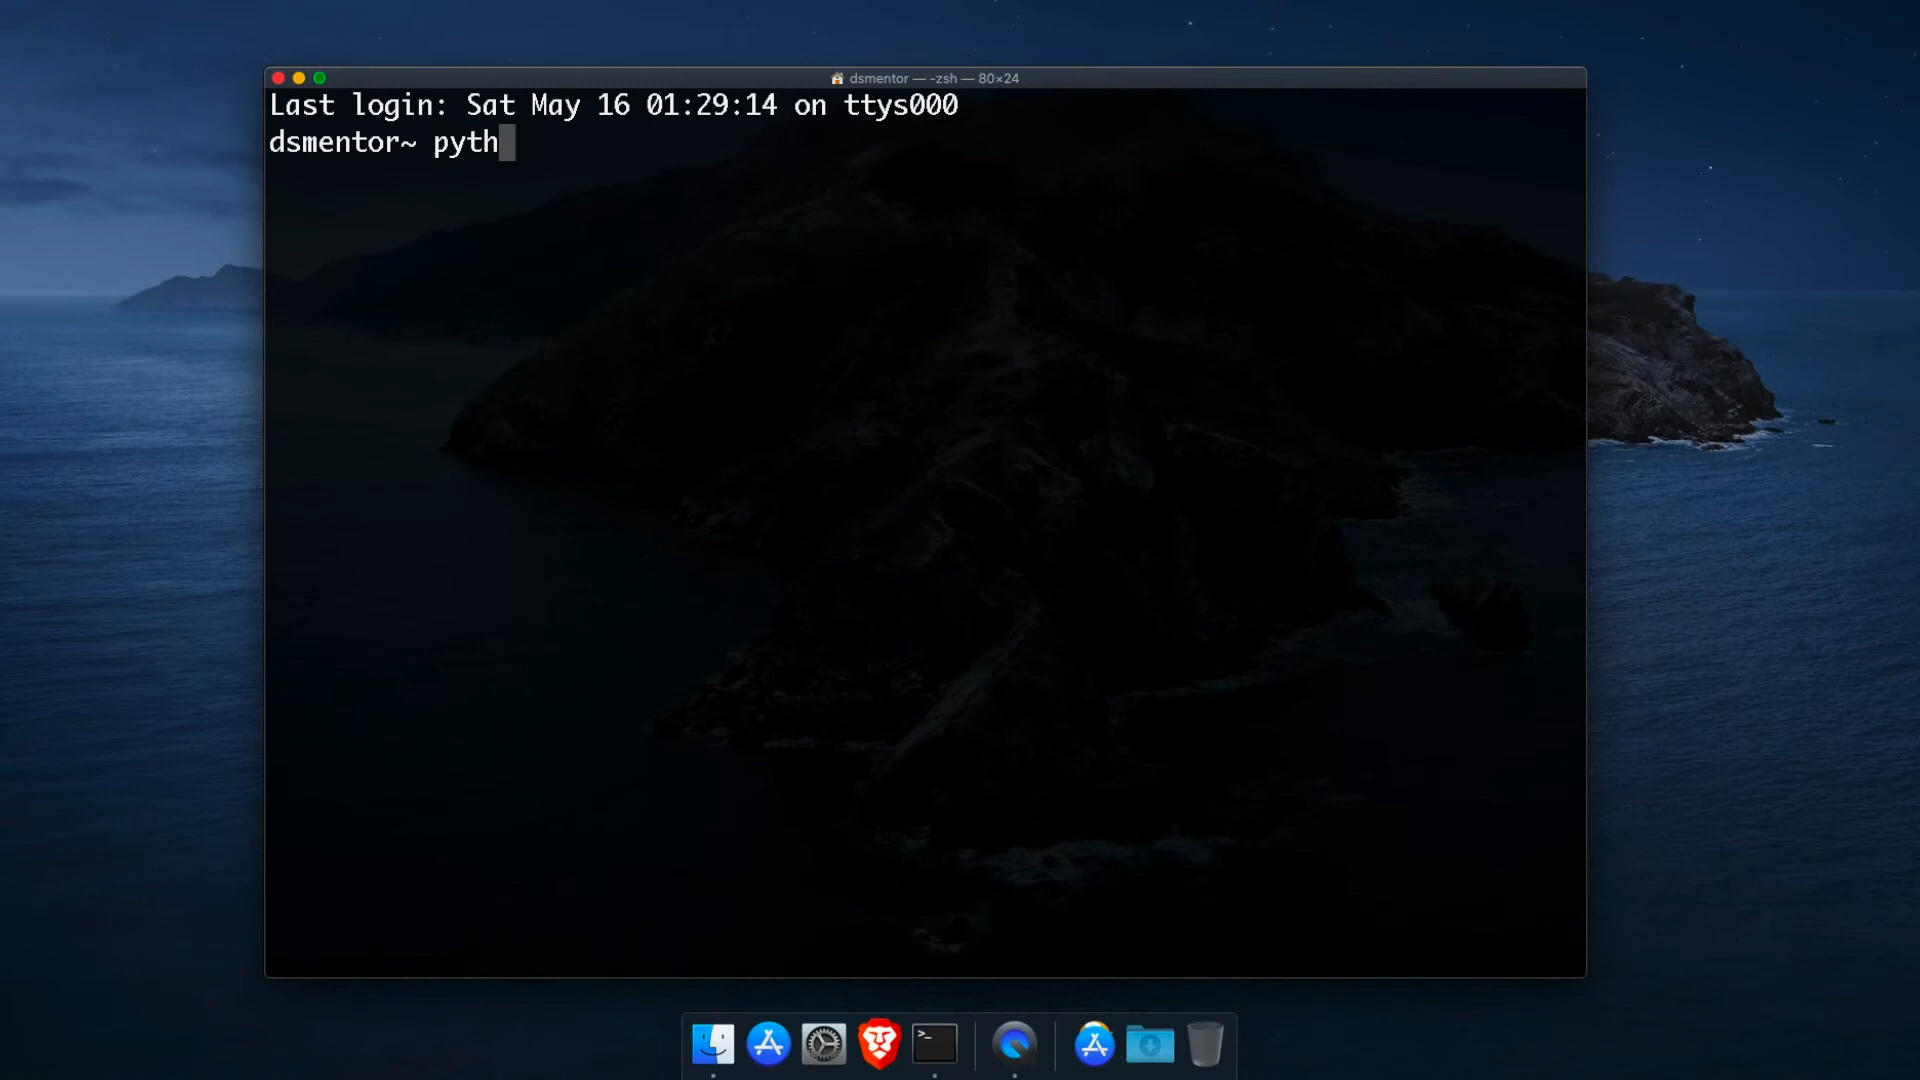 dsmentor — -zsh — 80×24
Last login: Sat May 16 01:29:14 on ttys000
dsmentor~ pyth
>_